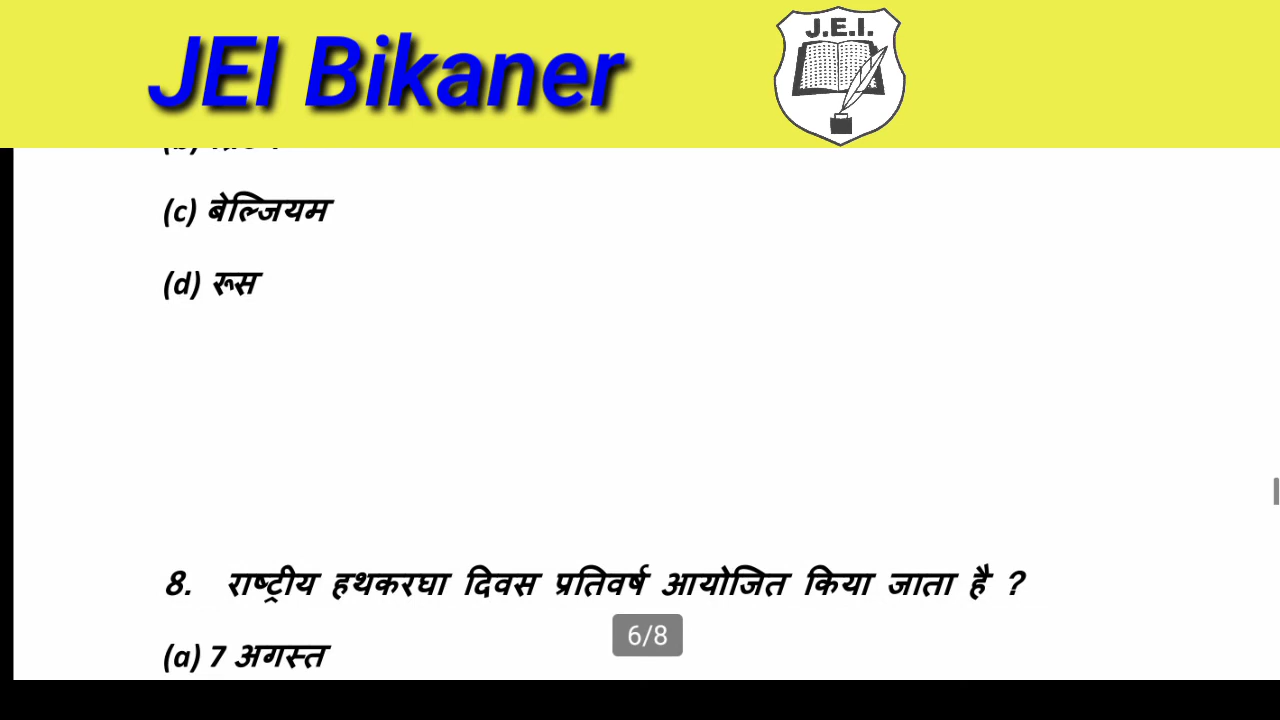 JEI Bikaner
J.E.I.
(c) बेल्जियम
(d) रूस
8. राष्ट्रीय हथकरघा दिवस प्रतिवर्ष आयोजित किया जाता है ?
(a) 7 अगस्त
6/8